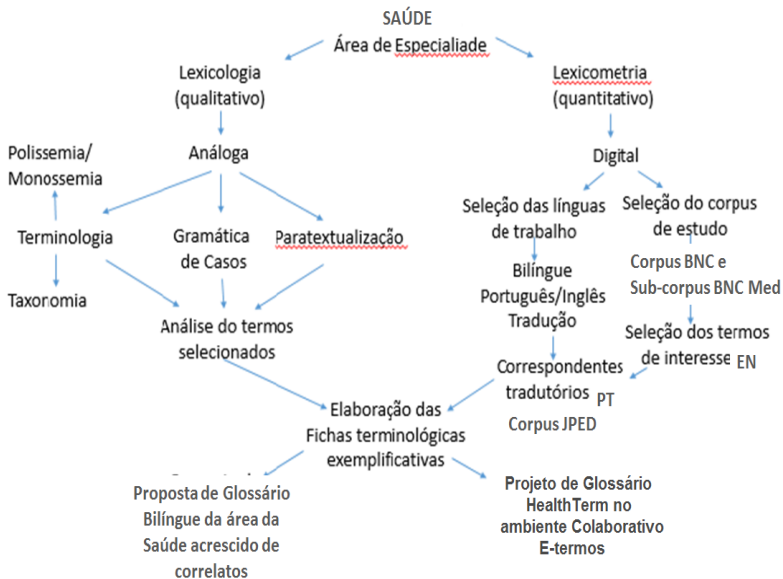 SAÚDE
Área de Especialiade
Lexicologia
(qualitativo)
Lexicometria
(quantitativo)
Polissemia/
Monossemia
Análoga
Digital
Terminologia
Gramática
de Casos
Paratextualização
Seleção das línguas
de trabalho
Seleção do corpus
de estudo
Taxonomia
Bilíngue
Português/Inglês
Tradução
Corpus BNC e
Sub-corpus BNC Med
Análise do termos
selecionados
Seleção dos termos
de interesse EN
Correspondentes
tradutórios PT
Corpus JPED
Elaboração das
Fichas terminológicas
exemplificativas
Proposta de Glossário
Bilíngue da área da
Saúde acrescido de
correlatos
Projeto de Glossário
HealthTerm no
ambiente Colaborativo
E-termos